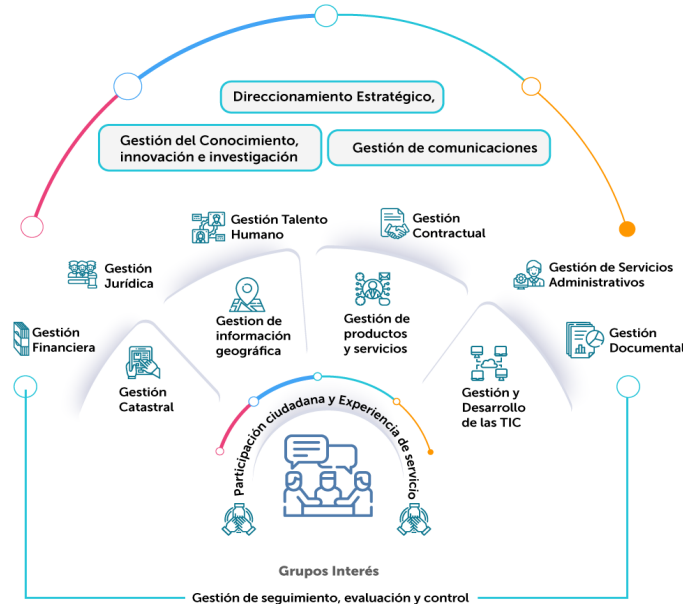 Direccionamiento Estratégico,
Gestión del Conocimiento,
innovación e investigación
Gestión de comunicaciones
Gestión Talento
Humano
Gestión
Contractual
Gestión
Jurídica
Gestión de Servicios
Administrativos
Gestión
Financiera
Gestión
Documental
Gestión
Catastral
Gestion de
información
geográfica
Gestión de
productos
y servicios
Gestión y
Desarrollo
de las TIC
Participación ciudadana y Experiencia de servicio
Grupos Interés
Gestión de seguimiento, evaluación y control